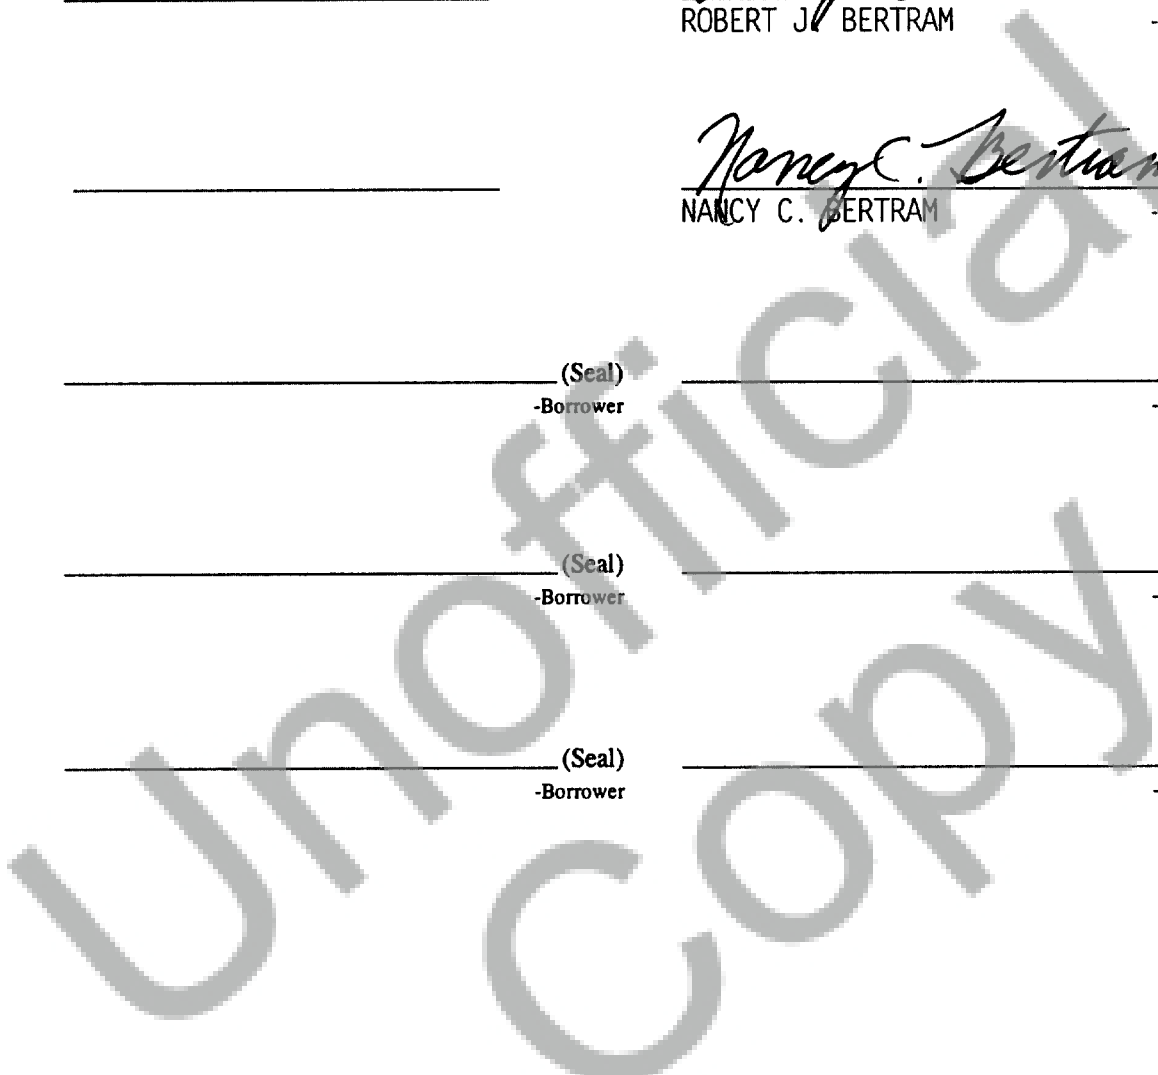 ROBERT J. BERTRAM
Nancy C. Bertram
NANCY C. BERTRAM
(Seal)
-Borrower
(Seal)
-Borrower
(Seal)
-Borrower
Unofficial
Copy